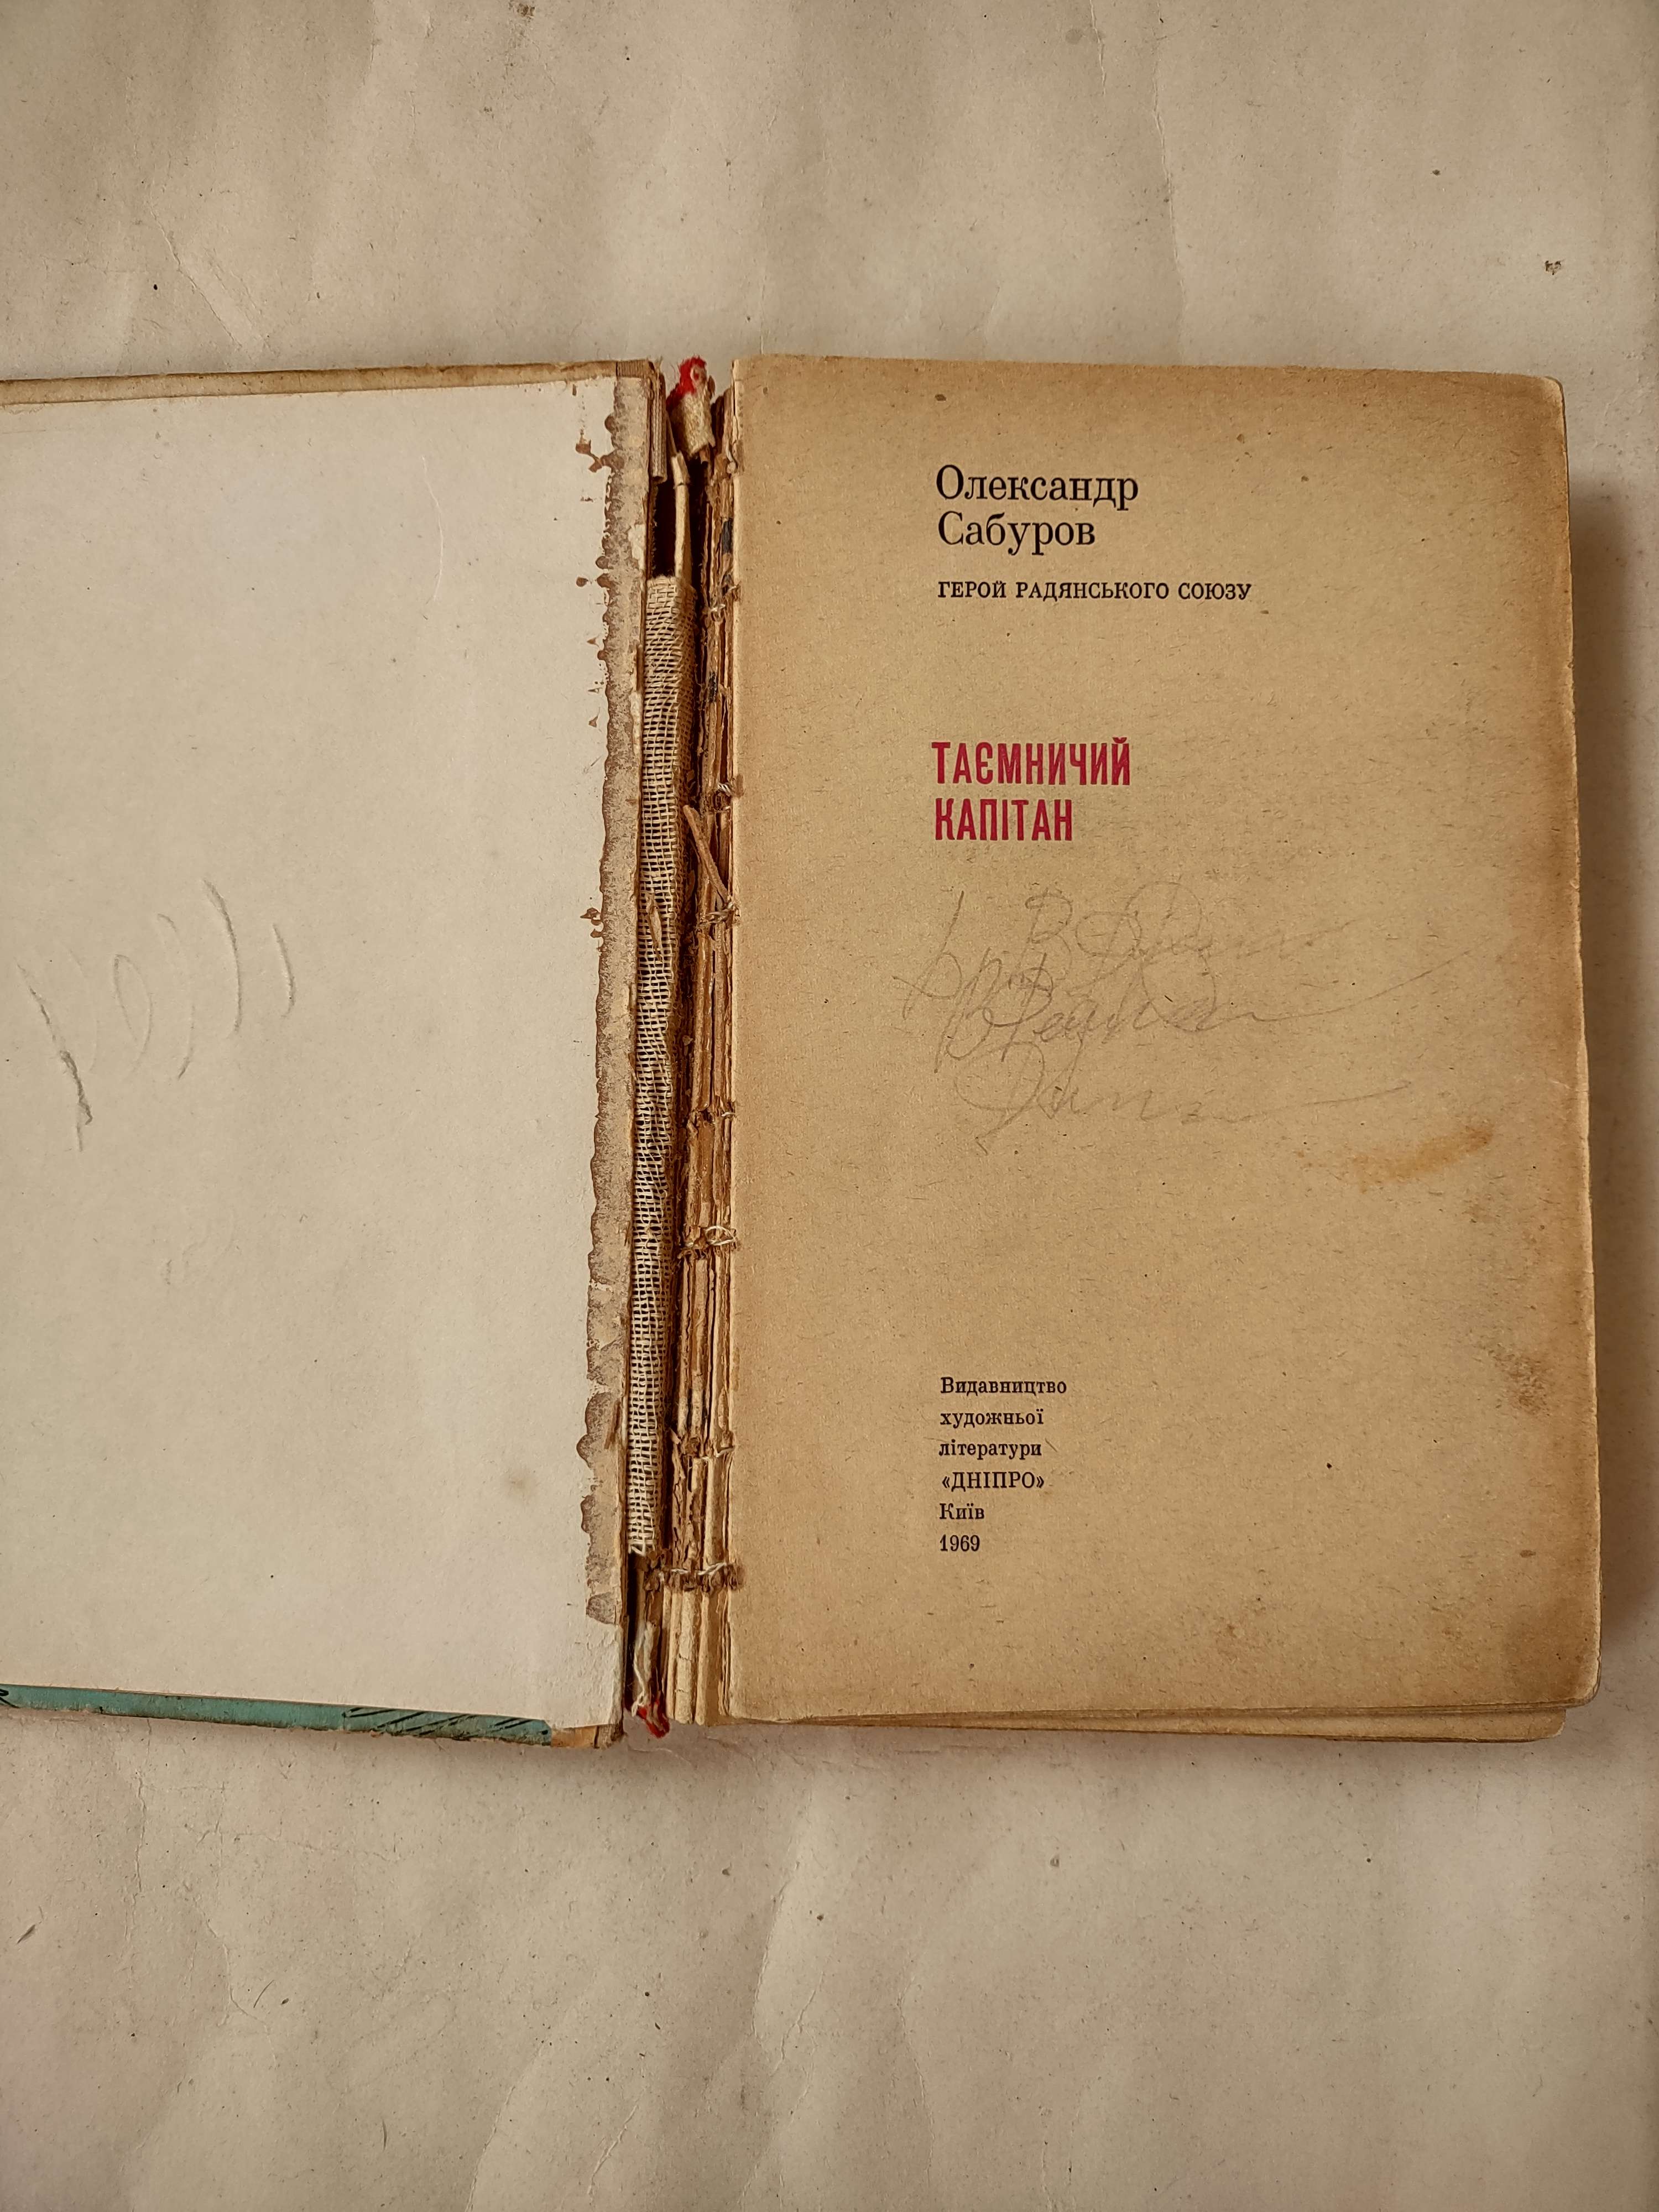 Олександр
Сабуров
ГЕРОЙ РАДЯНСЬКОГО СОЮЗУ
ТАЄМНИЧИЙ
КАПІТАН
Видавництво
художньої
літератури
«ДНІПРО»
Київ
1969